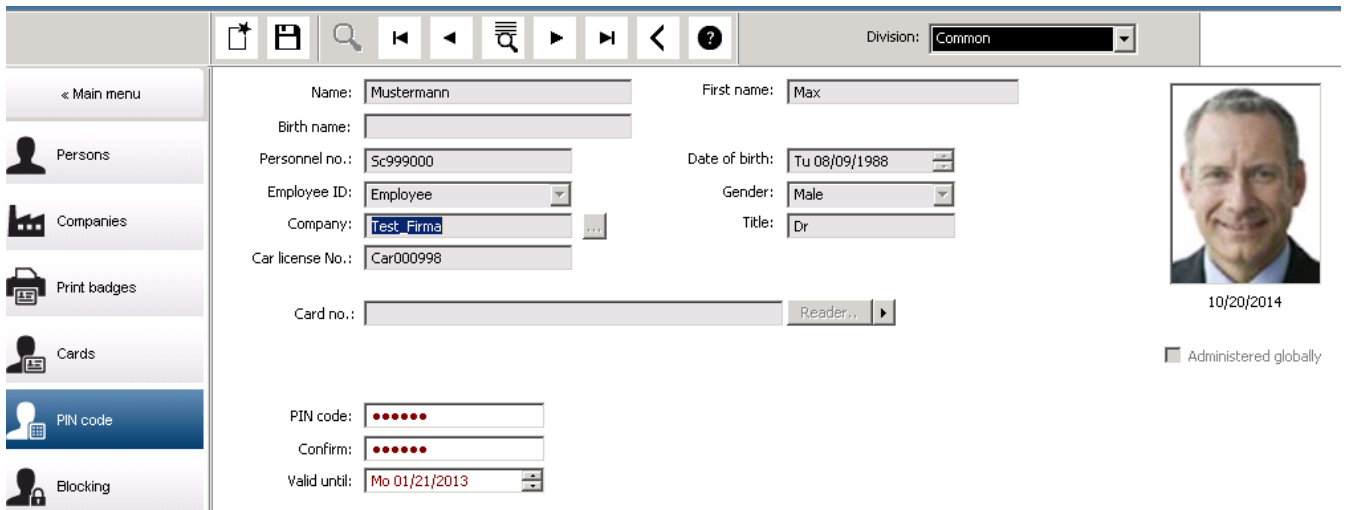 Division: Common
« Main menu
Name: Mustermann First name: Max
Birth name:
Persons
Personnel no.: Sc999000 Date of birth: Tu 08/09/1988
Employee ID: Employee Gender: Male
Companies
Company: Test_Firma ... Title: Dr
Car license No.: Car000998
Print badges
Card no.: Reader..
10/20/2014
Cards
Administered globally
PIN code
PIN code: ●●●●●●
Confirm: ●●●●●●
Blocking
Valid until: Mo 01/21/2013